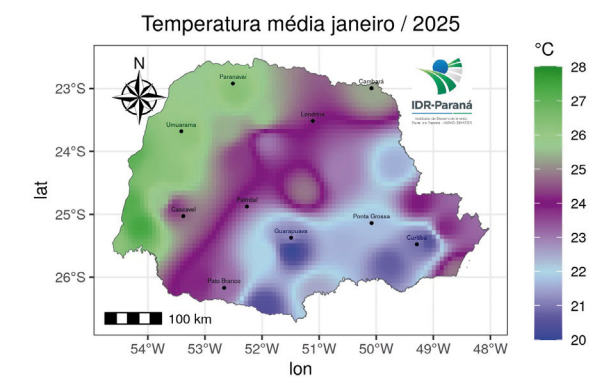 Temperatura média janeiro / 2025
°C
N
IDR-Paraná
Paranavaí
Cambará
Londrina
Umuarama
Cascavel
Palmital
Ponta Grossa
Guarapuava
Curitiba
Pato Branco
100 km
23°S
24°S
25°S
26°S
lat
54°W
53°W
52°W
51°W
50°W
49°W
48°W
lon
28
27
26
25
24
23
22
21
20